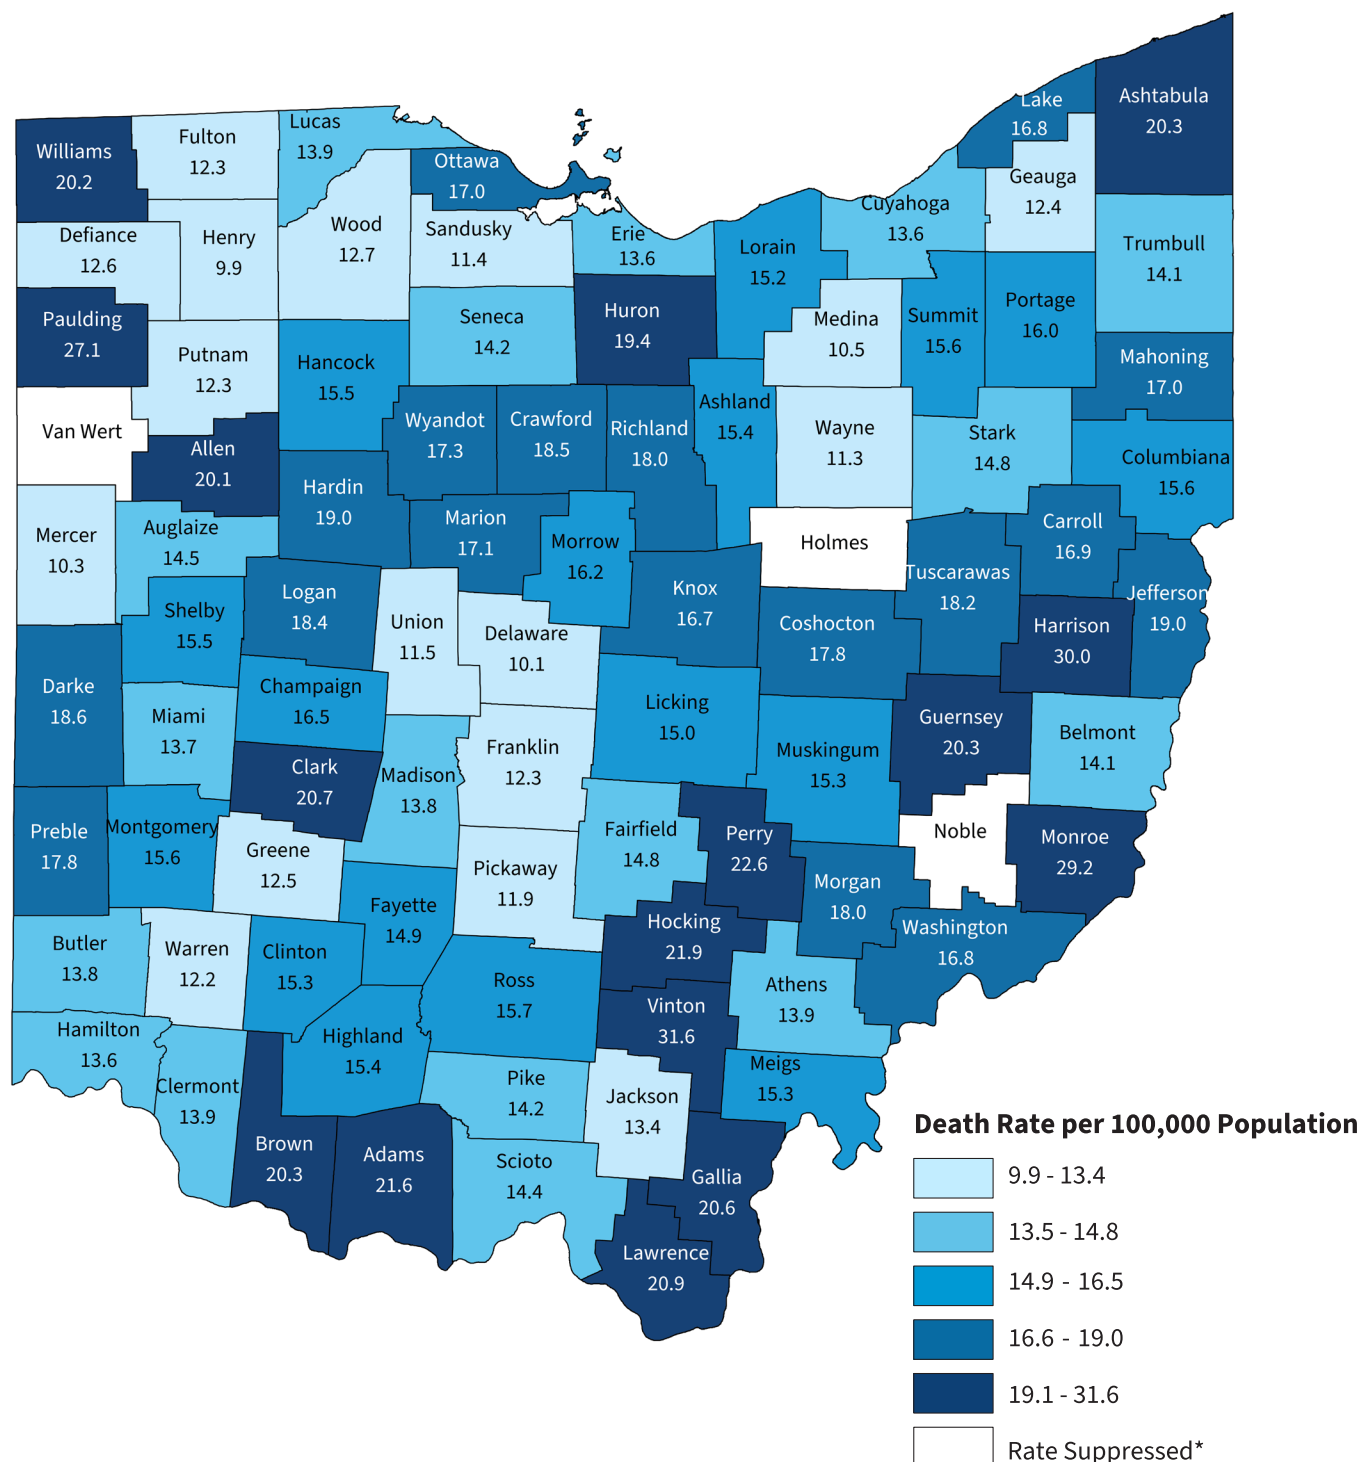 Lake
16.8
Ashtabula
20.3
Lucas
13.9
Fulton
12.3
Williams
20.2
Ottawa
17.0
Geauga
12.4
Cuyahoga
13.6
Wood
12.7
Sandusky
11.4
Erie
13.6
Defiance
12.6
Henry
9.9
Lorain
15.2
Trumbull
14.1
Paulding
27.1
Seneca
14.2
Huron
19.4
Medina
10.5
Summit
15.6
Portage
16.0
Putnam
12.3
Hancock
15.5
Mahoning
17.0
Van Wert
Allen
20.1
Wyandot
17.3
Crawford
18.5
Richland
18.0
Ashland
15.4
Wayne
11.3
Stark
14.8
Columbiana
15.6
Hardin
19.0
Marion
17.1
Mercer
10.3
Auglaize
14.5
Morrow
16.2
Holmes
Carroll
16.9
Tuscarawas
18.2
Jefferson
19.0
Logan
18.4
Shelby
15.5
Union
11.5
Delaware
10.1
Knox
16.7
Coshocton
17.8
Harrison
30.0
Darke
18.6
Champaign
16.5
Miami
13.7
Licking
15.0
Guernsey
20.3
Belmont
14.1
Muskingum
15.3
Franklin
12.3
Clark
20.7
Madison
13.8
Preble
17.8
Montgomery
15.6
Greene
12.5
Fairfield
14.8
Perry
22.6
Noble
Monroe
29.2
Pickaway
11.9
Morgan
18.0
Fayette
14.9
Hocking
21.9
Washington
16.8
Butler
13.8
Warren
12.2
Clinton
15.3
Ross
15.7
Athens
13.9
Vinton
31.6
Hamilton
13.6
Highland
15.4
Meigs
15.3
Clermont
13.9
Pike
14.2
Jackson
13.4
Brown
20.3
Adams
21.6
Scioto
14.4
Gallia
20.6
Lawrence
20.9
Death Rate per 100,000 Population
9.9 - 13.4
13.5 - 14.8
14.9 - 16.5
16.6 - 19.0
19.1 - 31.6
Rate Suppressed*